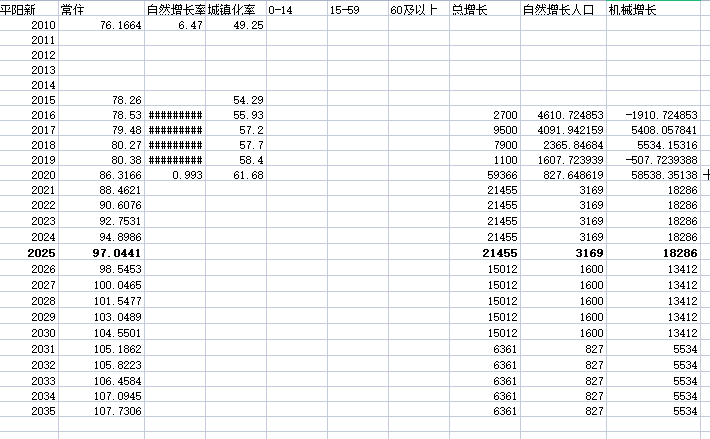 平阳新 常住 自然增长率 城镇化率 0-14 15-59 60及以上 总增长 自然增长人口 机械增长
2010 76.1664 6.47 49.25
2011
2012
2013
2014
2015 78.26 54.29
2016 78.53 ######### 55.93 2700 4610.724853 -1910.724853
2017 79.48 ######### 57.2 9500 4091.942159 5408.057841
2018 80.27 ######### 57.7 7900 2365.84684 5534.15316
2019 80.38 ######### 58.4 1100 1607.723939 -507.7239388
2020 86.3166 0.993 61.68 59366 827.648619 58538.35138
2021 88.4621 21455 3169 18286
2022 90.6076 21455 3169 18286
2023 92.7531 21455 3169 18286
2024 94.8986 21455 3169 18286
2025 97.0441 21455 3169 18286
2026 98.5453 15012 1600 13412
2027 100.0465 15012 1600 13412
2028 101.5477 15012 1600 13412
2029 103.0489 15012 1600 13412
2030 104.5501 15012 1600 13412
2031 105.1862 6361 827 5534
2032 105.8223 6361 827 5534
2033 106.4584 6361 827 5534
2034 107.0945 6361 827 5534
2035 107.7306 6361 827 5534